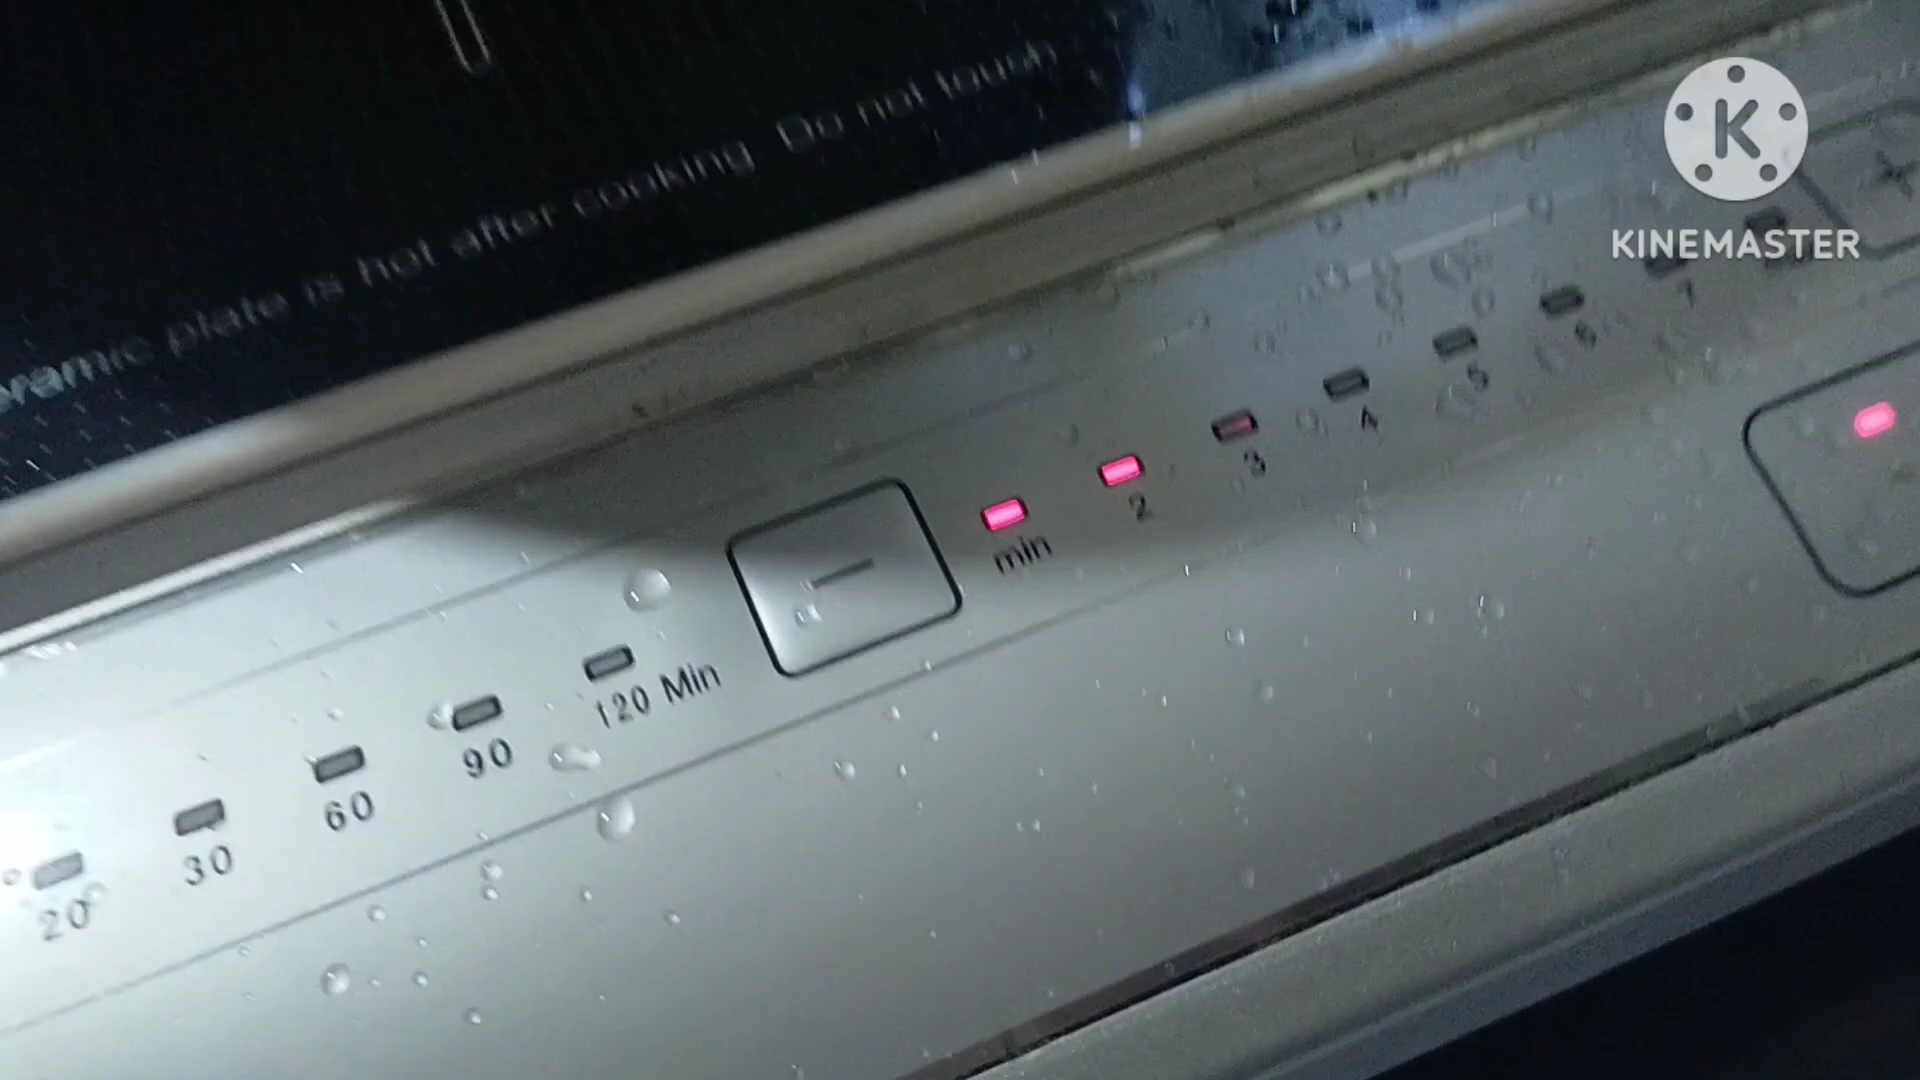 ceramic plate is hot after cooking Do not touch
K
KINEMASTER
+
min 2 3 4 5 6 7
−
20 30 60 90 120 Min